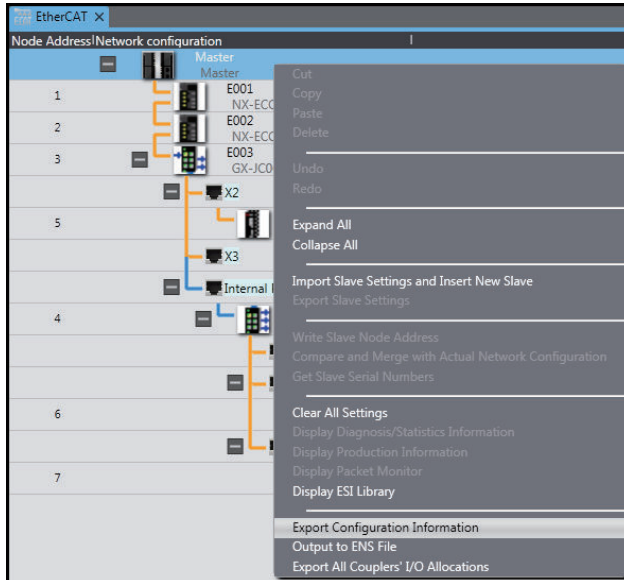 EtherCAT ×
Node Address|Network configuration
Master
Master
1
E001
NX-ECC
2
E002
NX-ECC
3
E003
GX-JC0
X2
5
X3
Internal
4
6
7
Cut
Copy
Paste
Delete
Undo
Redo
Expand All
Collapse All
Import Slave Settings and Insert New Slave
Export Slave Settings
Write Slave Node Address
Compare and Merge with Actual Network Configuration
Get Slave Serial Numbers
Clear All Settings
Display Diagnosis/Statistics Information
Display Production Information
Display Packet Monitor
Display ESI Library
Export Configuration Information
Output to ENS File
Export All Couplers' I/O Allocations